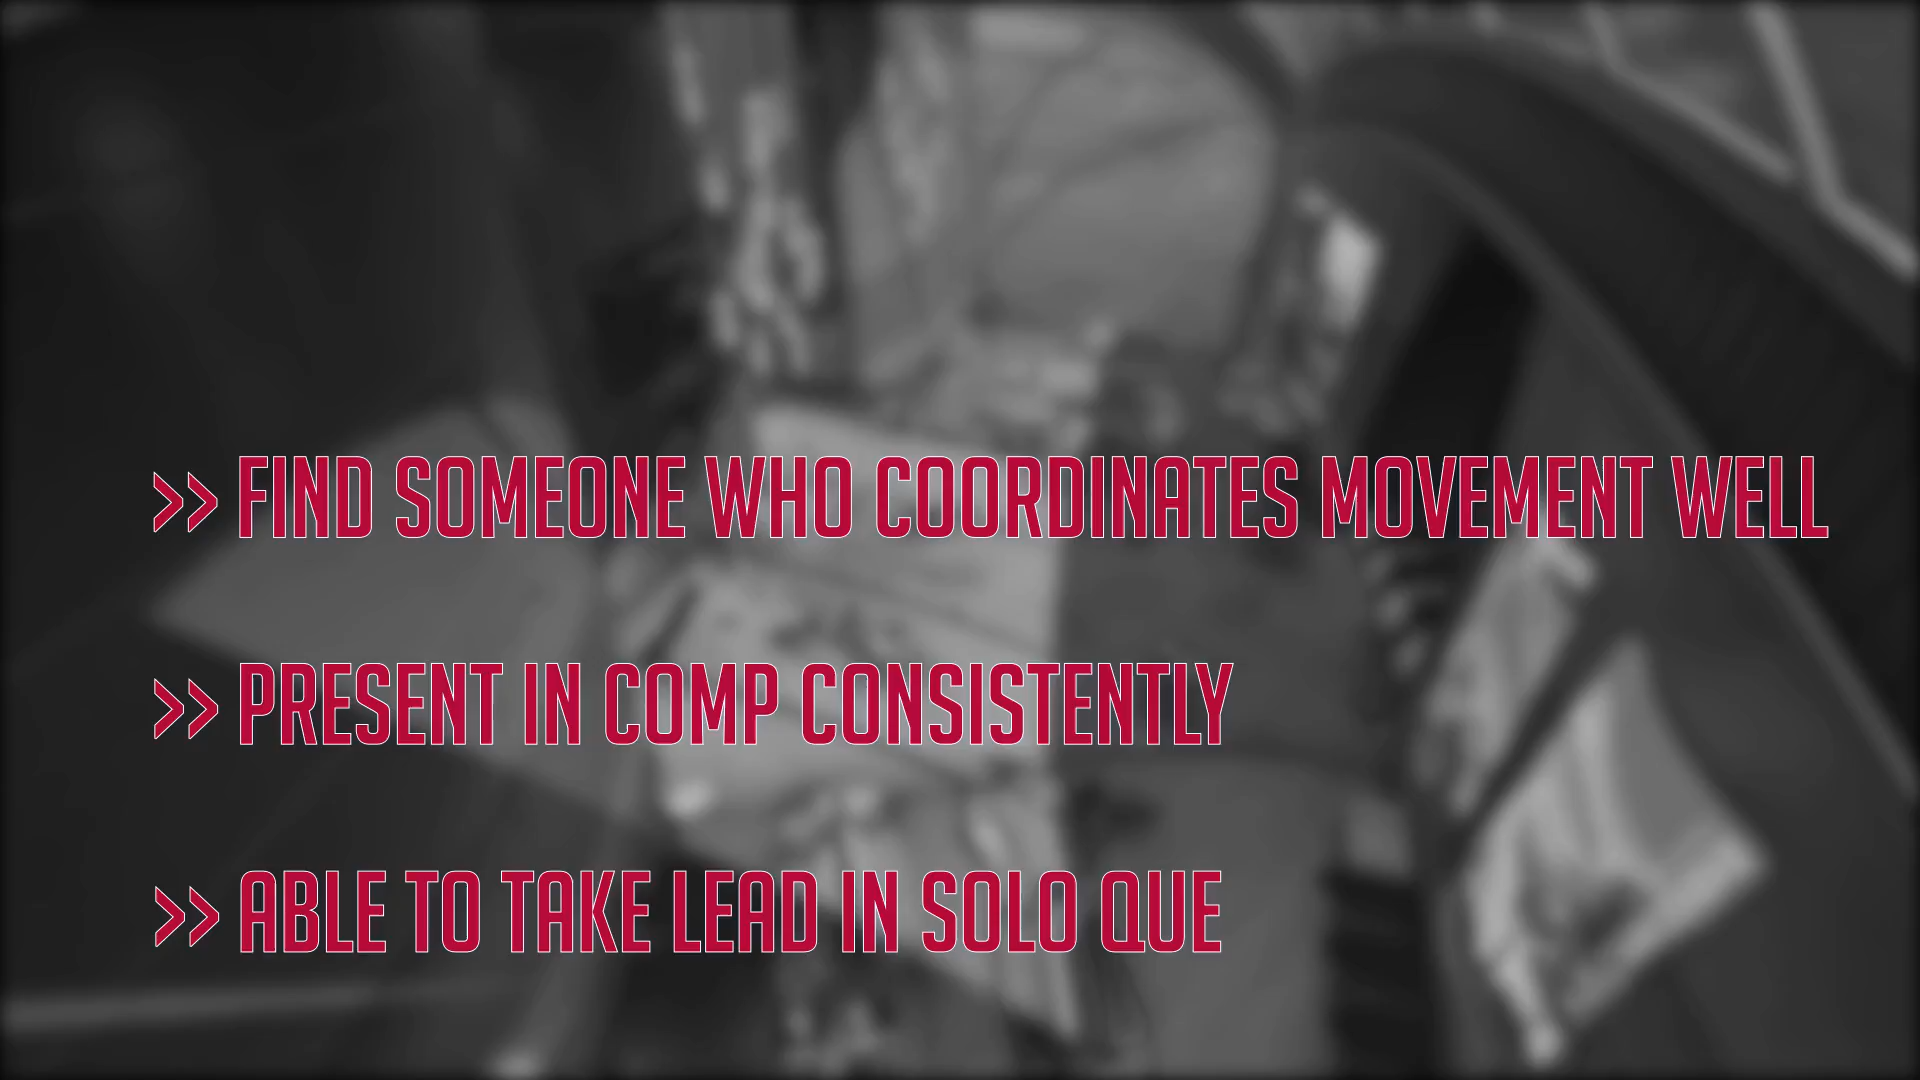 >> FIND SOMEONE WHO COORDINATES MOVEMENT WELL
>> PRESENT IN COMP CONSISTENTLY
>> ABLE TO TAKE LEAD IN SOLO QUE